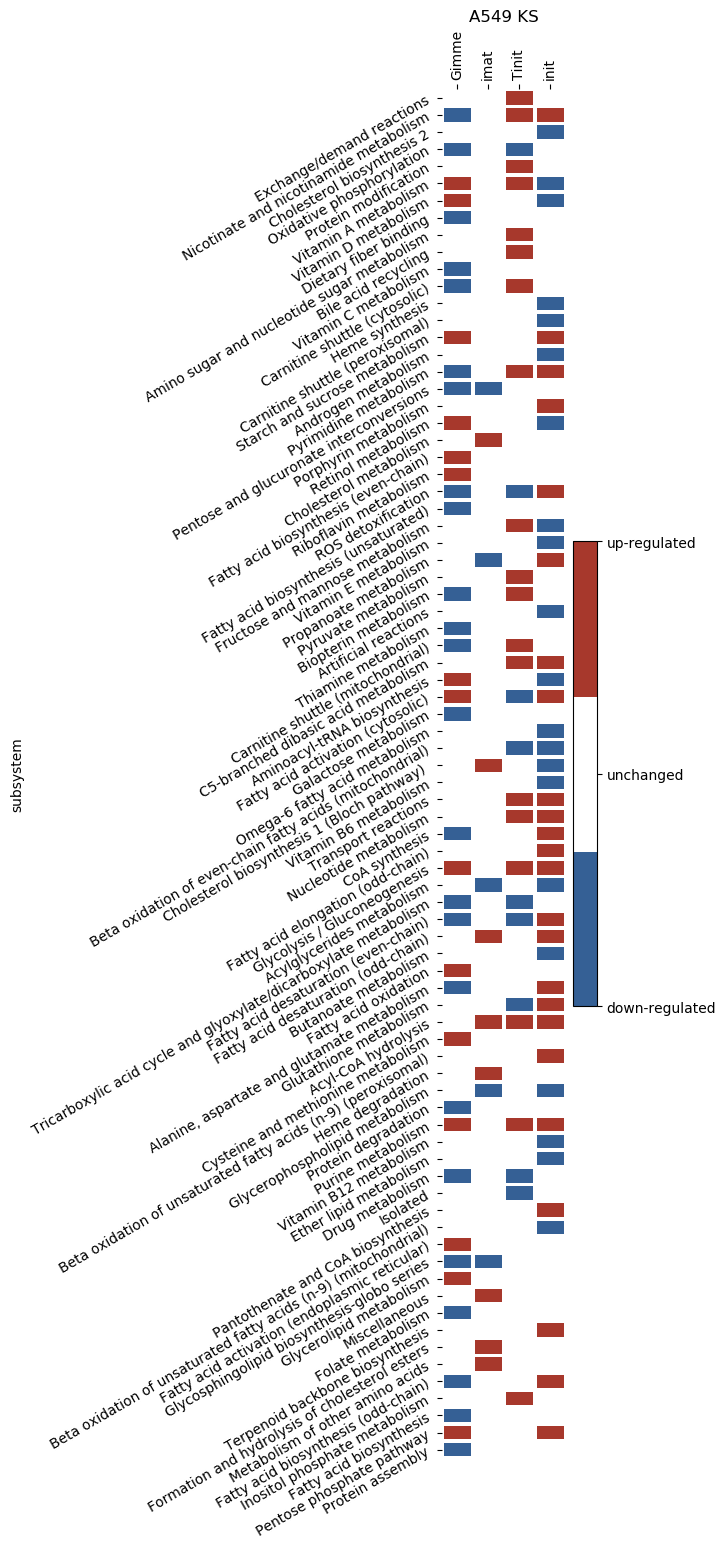 A549 KS
Gimme
imat
Tinit
init
Exchange/demand reactions
Nicotinate and nicotinamide metabolism
Cholesterol biosynthesis 2
Oxidative phosphorylation
Protein modification
Vitamin A metabolism
Vitamin D metabolism
Dietary fiber binding
Amino sugar and nucleotide sugar metabolism
Bile acid recycling
Vitamin C metabolism
Carnitine shuttle (cytosolic)
Heme synthesis
Carnitine shuttle (peroxisomal)
Starch and sucrose metabolism
Androgen metabolism
Pyrimidine metabolism
Pentose and glucuronate interconversions
Porphyrin metabolism
Retinol metabolism
Cholesterol metabolism
Fatty acid biosynthesis (even-chain)
Riboflavin metabolism
ROS detoxification
Fatty acid biosynthesis (unsaturated)
Fructose and mannose metabolism
Vitamin E metabolism
Propanoate metabolism
Pyruvate metabolism
Biopterin metabolism
Artificial reactions
Thiamine metabolism
Carnitine shuttle (mitochondrial)
C5-branched dibasic acid metabolism
Aminoacyl-tRNA biosynthesis
Fatty acid activation (cytosolic)
Galactose metabolism
Omega-6 fatty acid metabolism
Beta oxidation of even-chain fatty acids (mitochondrial)
Cholesterol biosynthesis 1 (Bloch pathway)
Vitamin B6 metabolism
Transport reactions
Nucleotide metabolism
CoA synthesis
Fatty acid elongation (odd-chain)
Glycolysis / Gluconeogenesis
Acylglycerides metabolism
Tricarboxylic acid cycle and glyoxylate/dicarboxylate metabolism
Fatty acid desaturation (even-chain)
Fatty acid desaturation (odd-chain)
Butanoate metabolism
Fatty acid oxidation
Alanine, aspartate and glutamate metabolism
Glutathione metabolism
Acyl-CoA hydrolysis
Cysteine and methionine metabolism
Beta oxidation of unsaturated fatty acids (n-9) (peroxisomal)
Heme degradation
Glycerophospholipid metabolism
Protein degradation
Purine metabolism
Vitamin B12 metabolism
Ether lipid metabolism
Drug metabolism
Isolated
Pantothenate and CoA biosynthesis
Beta oxidation of unsaturated fatty acids (n-9) (mitochondrial)
Fatty acid activation (endoplasmic reticular)
Glycosphingolipid biosynthesis-globo series
Glycerolipid metabolism
Miscellaneous
Folate metabolism
Terpenoid backbone biosynthesis
Formation and hydrolysis of cholesterol esters
Metabolism of other amino acids
Fatty acid biosynthesis (odd-chain)
Inositol phosphate metabolism
Fatty acid biosynthesis
Pentose phosphate pathway
Protein assembly
subsystem
up-regulated
unchanged
down-regulated